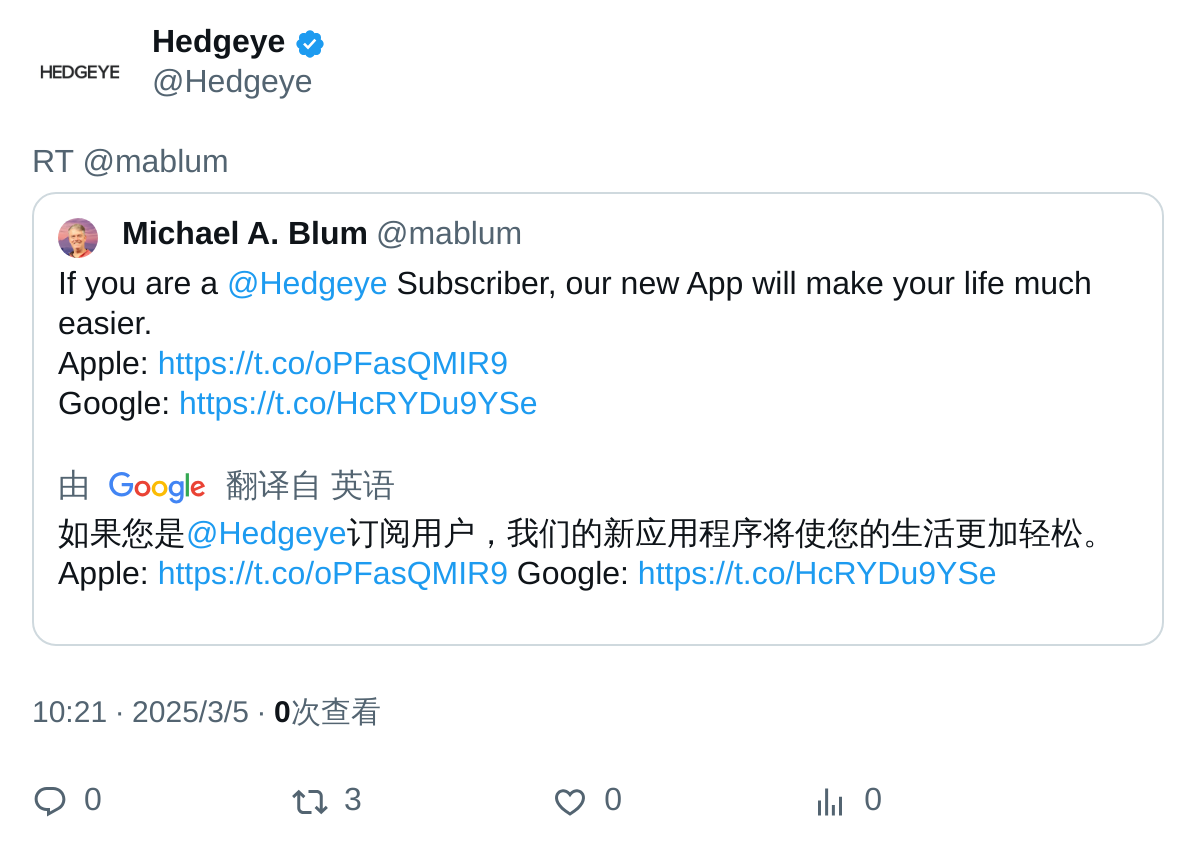 Hedgeye
HEDGEYE
@Hedgeye
RT @mablum
Michael A. Blum @mablum
If you are a @Hedgeye Subscriber, our new App will make your life much
easier.
Apple: https://t.co/oPFasQMIR9
Google: https://t.co/HcRYDu9YSe
由 Google 翻译自 英语
如果您是@Hedgeye订阅用户，我们的新应用程序将使您的生活更加轻松。
Apple: https://t.co/oPFasQMIR9 Google: https://t.co/HcRYDu9YSe
10:21 · 2025/3/5 · 0次查看
0 3 0 0